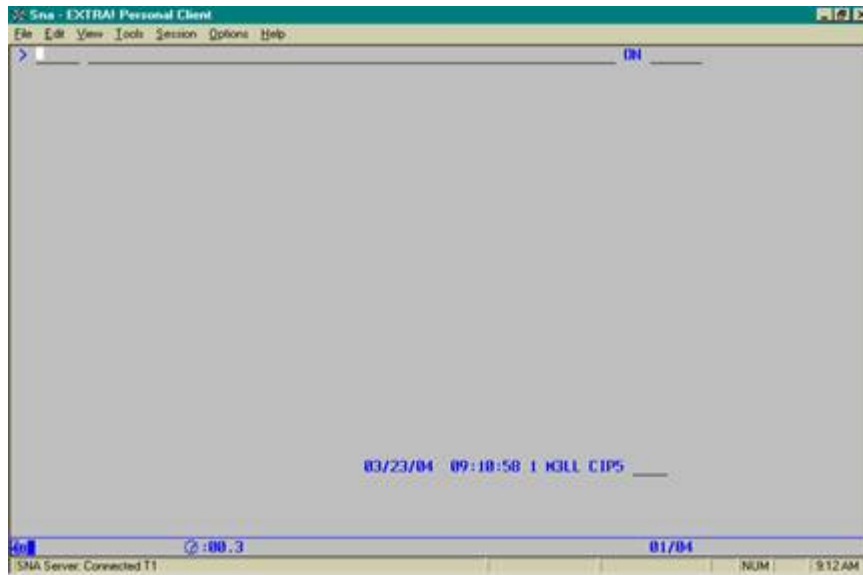 Sna - EXTRA! Personal Client
File Edit View Tools Session Options Help
> ON
03/23/04 09:10:58 1 M3LL CIP5
:00.3 01/04
SNA Server: Connected T1 NUM 9:12 AM